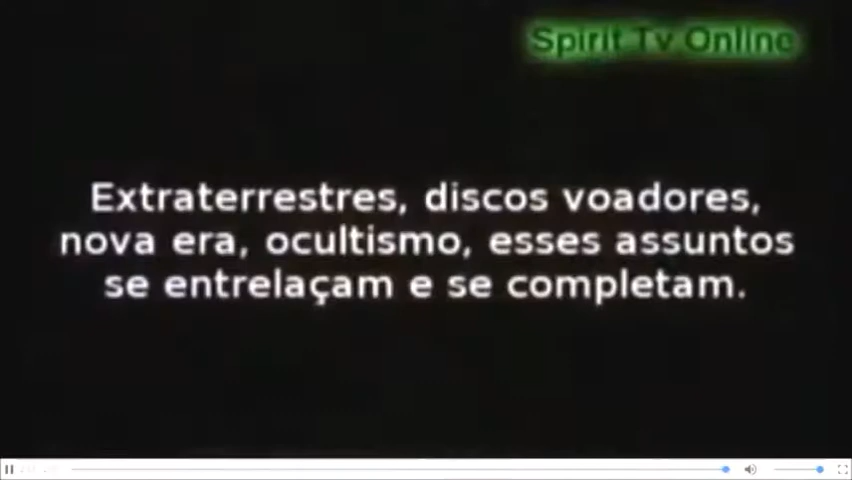 Spirit Tv Online
Extraterrestres, discos voadores,
nova era, ocultismo, esses assuntos
se entrelaçam e se completam.